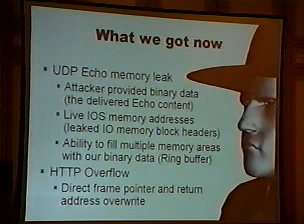 What we got now
UDP Echo memory leak
Attacker provided binary data
(the delivered Echo content)
Live IOS memory addresses
(leaked IO memory block headers)
Ability to fill multiple memory areas
with our binary data (Ring buffer)
HTTP Overflow
Direct frame pointer and return
address overwrite